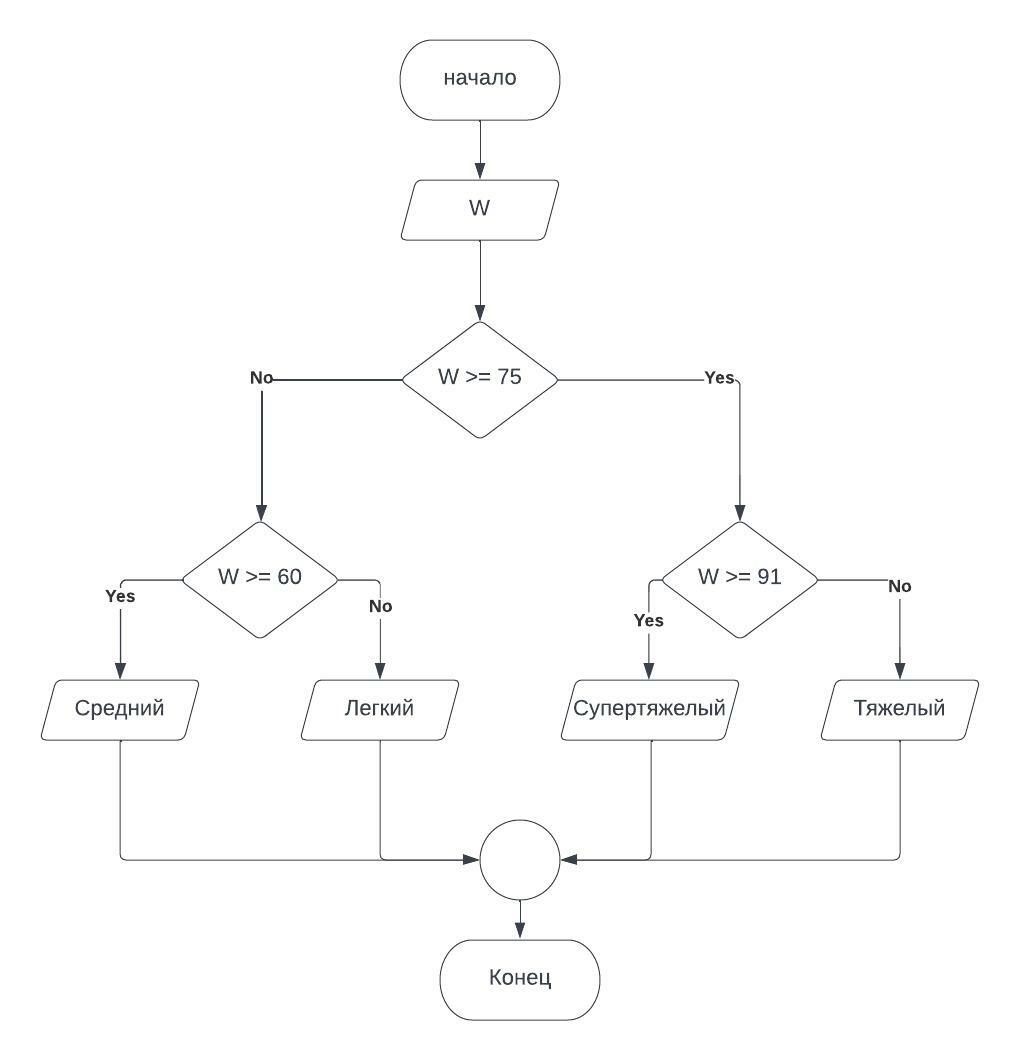 начало
W
W >= 75
No
Yes
W >= 60
W >= 91
Yes
No
Yes
No
Средний
Легкий
Супертяжелый
Тяжелый
Конец